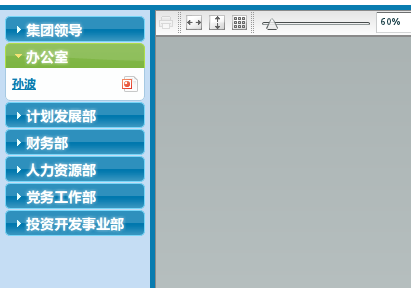 集团领导
60%
办公室
孙波
计划发展部
财务部
人力资源部
党务工作部
投资开发事业部